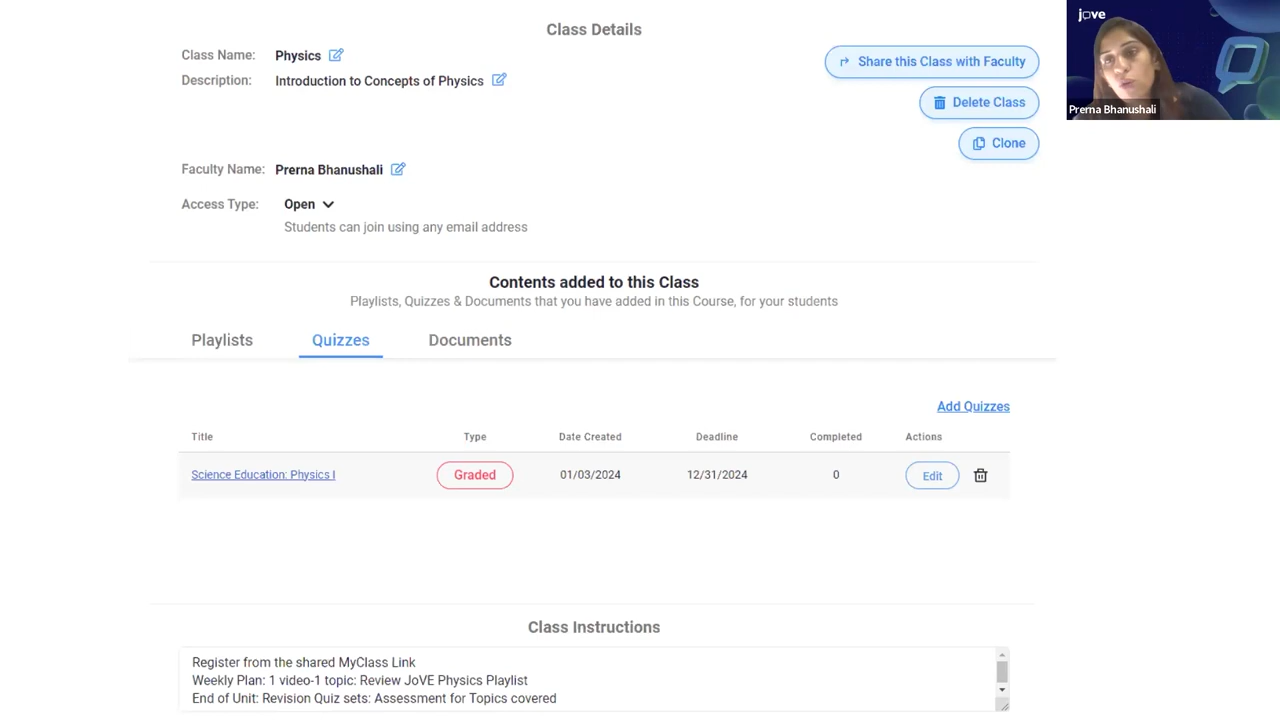 Class Details
Class Name: Physics
Description: Introduction to Concepts of Physics
Share this Class with Faculty
Delete Class
Clone
Faculty Name: Prerna Bhanushali
Access Type: Open
Students can join using any email address
Contents added to this Class
Playlists, Quizzes & Documents that you have added in this Course, for your students
Playlists Quizzes Documents
Add Quizzes
Title Type Date Created Deadline Completed Actions
Science Education: Physics I Graded 01/03/2024 12/31/2024 0 Edit
Class Instructions
Register from the shared MyClass Link
Weekly Plan: 1 video-1 topic: Review JoVE Physics Playlist
End of Unit: Revision Quiz sets: Assessment for Topics covered
jove
Prerna Bhanushali